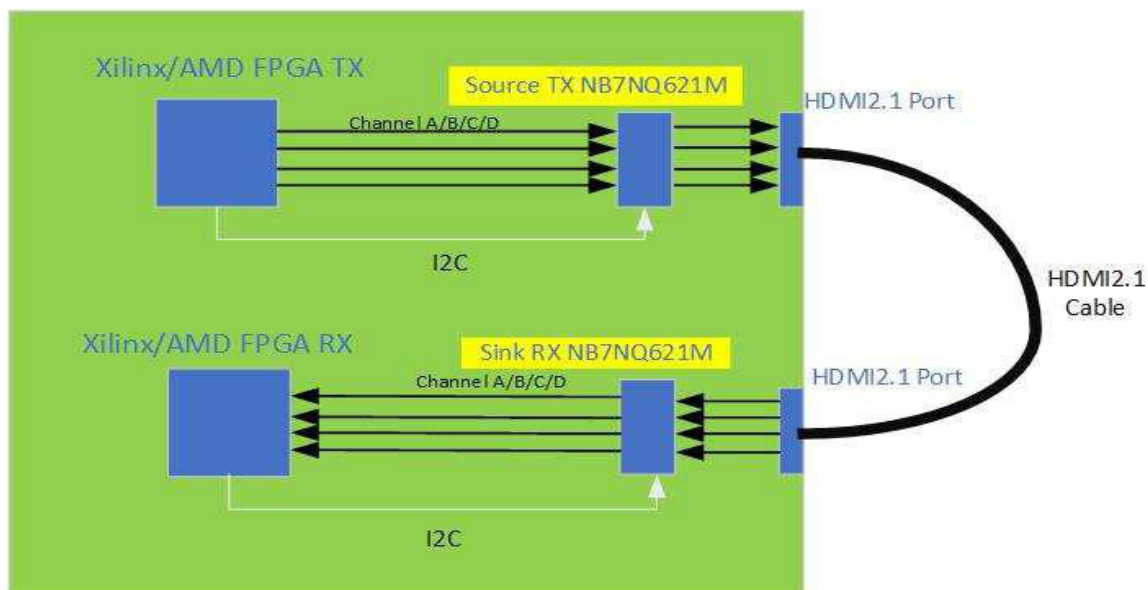 Xilinx/AMD FPGA TX
Source TX NB7NQ621M
HDMI2.1 Port
Channel A/B/C/D
I2C
HDMI2.1
Cable
Xilinx/AMD FPGA RX
Sink RX NB7NQ621M
HDMI2.1 Port
Channel A/B/C/D
I2C